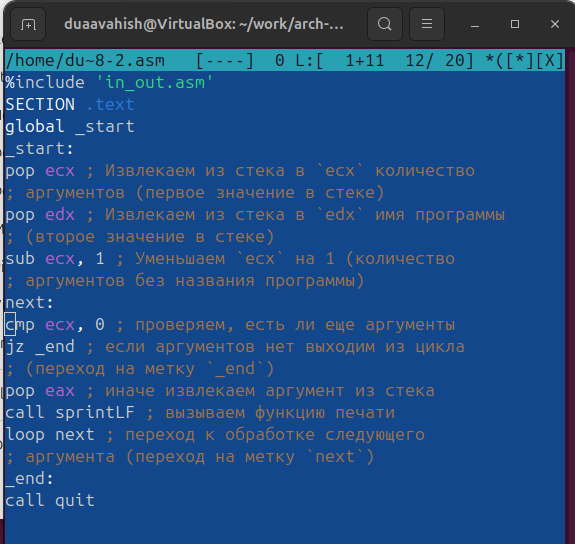 duaavahish@VirtualBox: ~/work/arch-...
/home/du~8-2.asm   [----]  0 L:[  1+11  12/ 20] *([*][X]
%include 'in_out.asm'
SECTION .text
global _start
_start:
pop ecx ; Извлекаем из стека в `ecx` количество
; аргументов (первое значение в стеке)
pop edx ; Извлекаем из стека в `edx` имя программы
; (второе значение в стеке)
sub ecx, 1 ; Уменьшаем `ecx` на 1 (количество
; аргументов без названия программы)
next:
cmp ecx, 0 ; проверяем, есть ли еще аргументы
jz _end ; если аргументов нет выходим из цикла
; (переход на метку `_end`)
pop eax ; иначе извлекаем аргумент из стека
call sprintLF ; вызываем функцию печати
loop next ; переход к обработке следующего
; аргумента (переход на метку `next`)
_end:
call quit